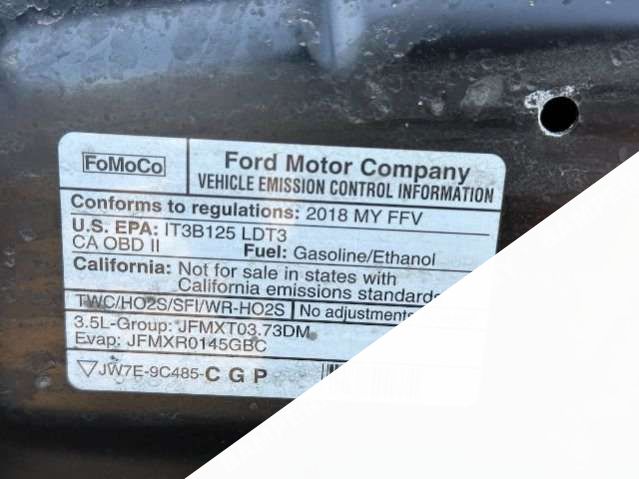 FoMoCo
Ford Motor Company
VEHICLE EMISSION CONTROL INFORMATION
Conforms to regulations: 2018 MY FFV
U.S. EPA: IT3B125 LDT3
CA OBD II Fuel: Gasoline/Ethanol
California: Not for sale in states with
California emissions standards
TWC/HO2S/SFI/WR-HO2S No adjustments
3.5L-Group: JFMXT03.73DM
Evap: JFMXR0145GBC
JW7E-9C485-C G P